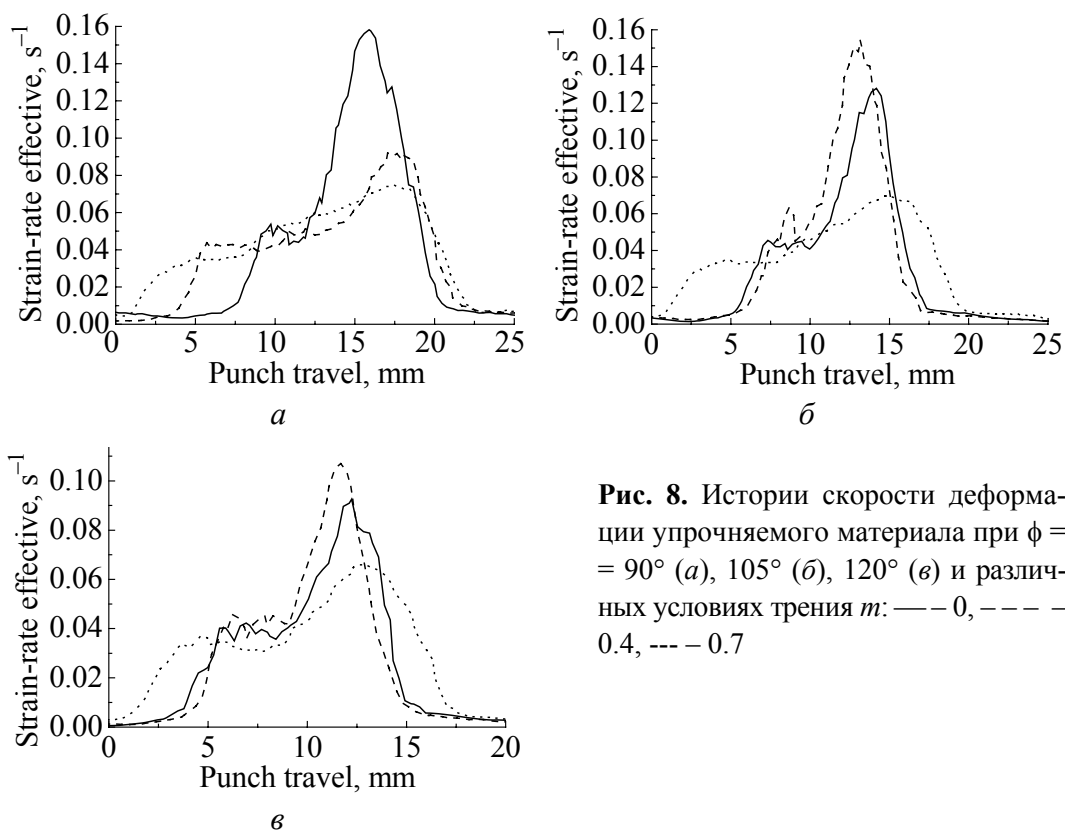 0.16
0.14
0.12
0.10
0.08
0.06
0.04
0.02
0.00
Strain-rate effective, s⁻¹
0 5 10 15 20 25
Punch travel, mm
а
0.16
0.14
0.12
0.10
0.08
0.06
0.04
0.02
0.00
Strain-rate effective, s⁻¹
0 5 10 15 20 25
Punch travel, mm
б
0.10
0.08
0.06
0.04
0.02
0.00
Strain-rate effective, s⁻¹
0 5 10 15 20
Punch travel, mm
в
Рис. 8. Истории скорости деформа-
ции упрочняемого материала при ϕ =
= 90° (а), 105° (б), 120° (в) и различ-
ных условиях трения m: —– 0, – – – –
0.4, --- – 0.7